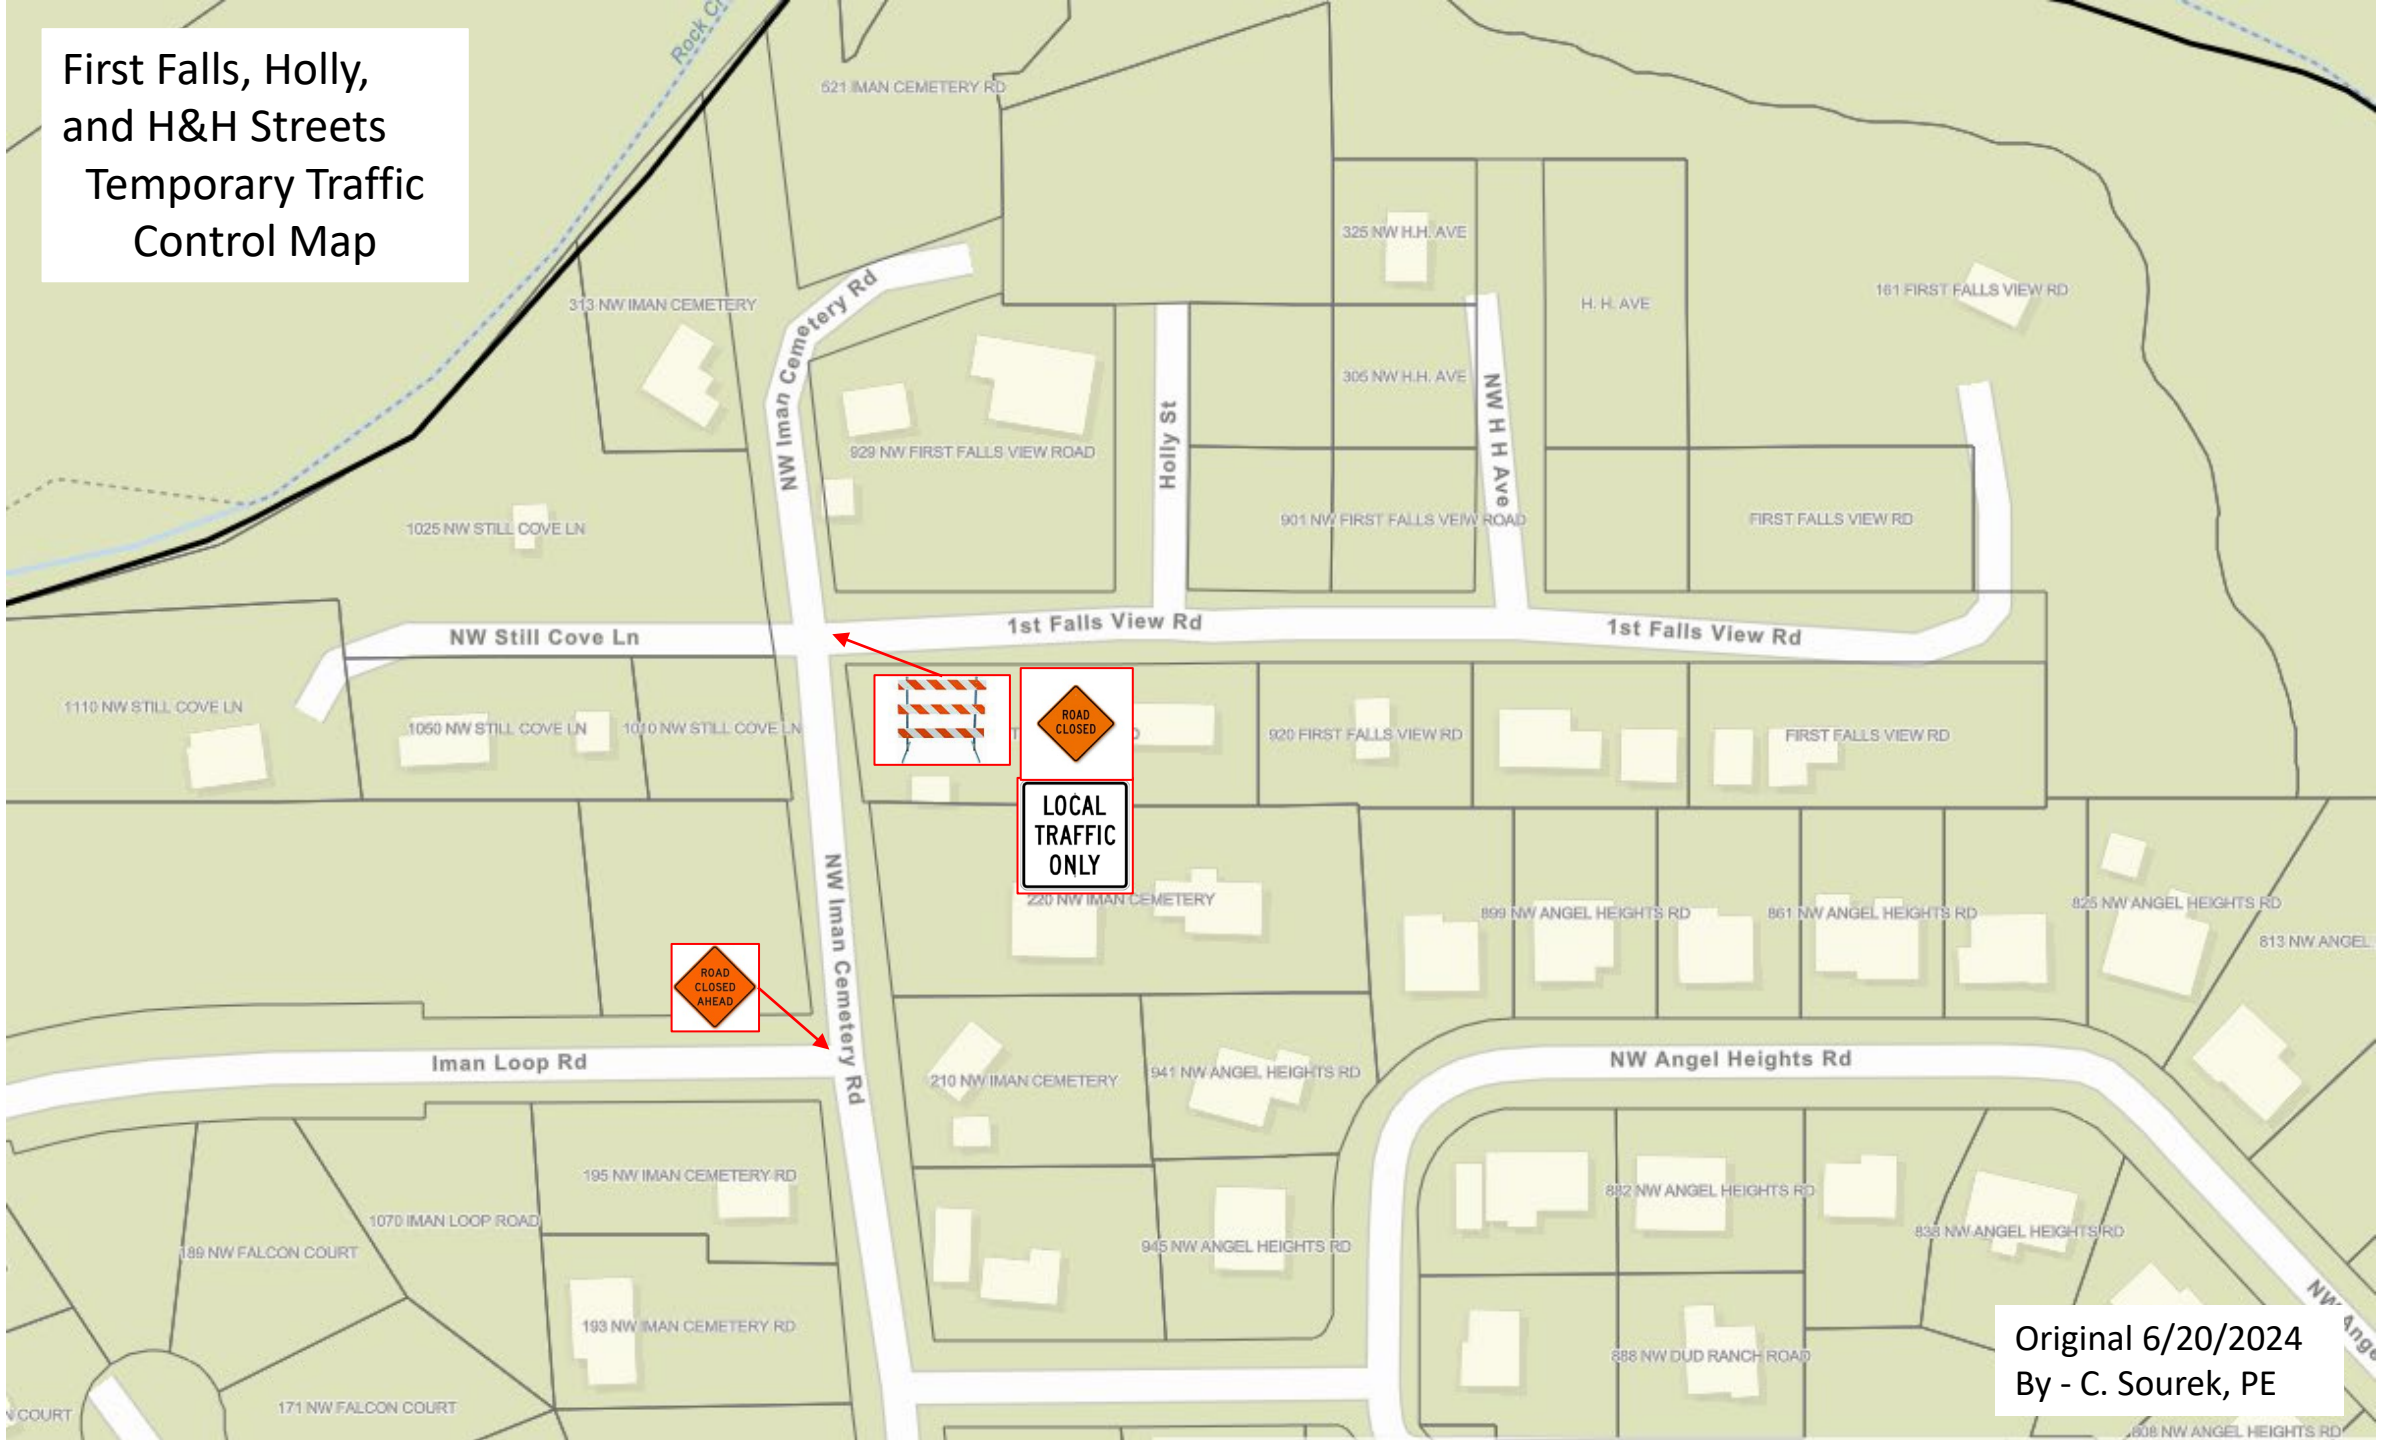 First Falls, Holly,
and H&H Streets
Temporary Traffic
Control Map
Rock Cr
521 IMAN CEMETERY RD
325 NW H.H. AVE
H. H. AVE
161 FIRST FALLS VIEW RD
313 NW IMAN CEMETERY
NW Iman Cemetery Rd
305 NW H.H. AVE
NW H H Ave
Holly St
929 NW FIRST FALLS VIEW ROAD
901 NW FIRST FALLS VEIW ROAD
FIRST FALLS VIEW RD
1025 NW STILL COVE LN
NW Still Cove Ln
1st Falls View Rd
1st Falls View Rd
1110 NW STILL COVE LN
1050 NW STILL COVE LN
1010 NW STILL COVE LN
ROAD
CLOSED
920 FIRST FALLS VIEW RD
FIRST FALLS VIEW RD
LOCAL
TRAFFIC
ONLY
220 NW IMAN CEMETERY
899 NW ANGEL HEIGHTS RD
861 NW ANGEL HEIGHTS RD
825 NW ANGEL HEIGHTS RD
813 NW ANGEL
NW Iman Cemetery Rd
ROAD
CLOSED
AHEAD
Iman Loop Rd
NW Angel Heights Rd
210 NW IMAN CEMETERY
941 NW ANGEL HEIGHTS RD
195 NW IMAN CEMETERY RD
882 NW ANGEL HEIGHTS RD
1070 IMAN LOOP ROAD
838 NW ANGEL HEIGHTS RD
189 NW FALCON COURT
945 NW ANGEL HEIGHTS RD
193 NW IMAN CEMETERY RD
888 NW DUD RANCH ROAD
NW Ange
Original 6/20/2024
By - C. Sourek, PE
N COURT
171 NW FALCON COURT
808 NW ANGEL HEIGHTS RD